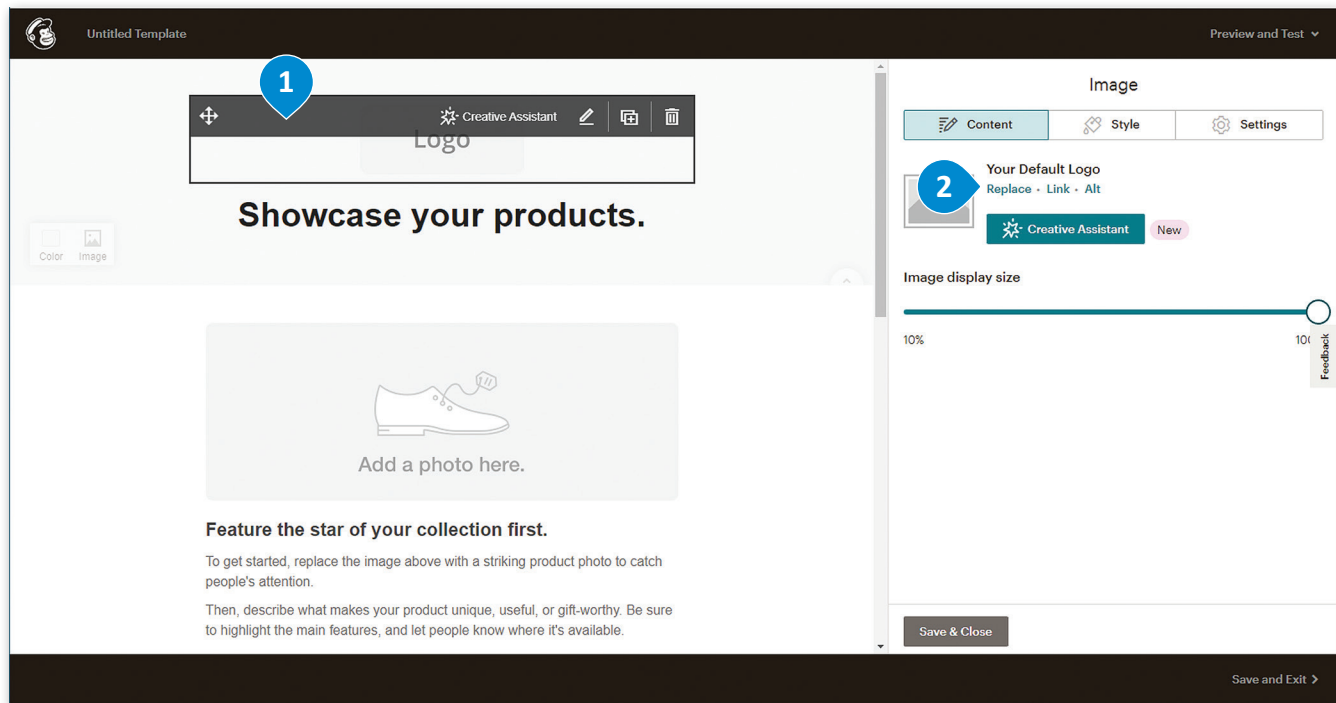 Untitled Template
Preview and Test
1
Creative Assistant
Logo
Showcase your products.
Color Image
Add a photo here.
Feature the star of your collection first.
To get started, replace the image above with a striking product photo to catch
people's attention.
Then, describe what makes your product unique, useful, or gift-worthy. Be sure
to highlight the main features, and let people know where it's available.
Image
Content Style Settings
2
Your Default Logo
Replace • Link • Alt
Creative Assistant New
Image display size
10%
Feedback
Save & Close
Save and Exit